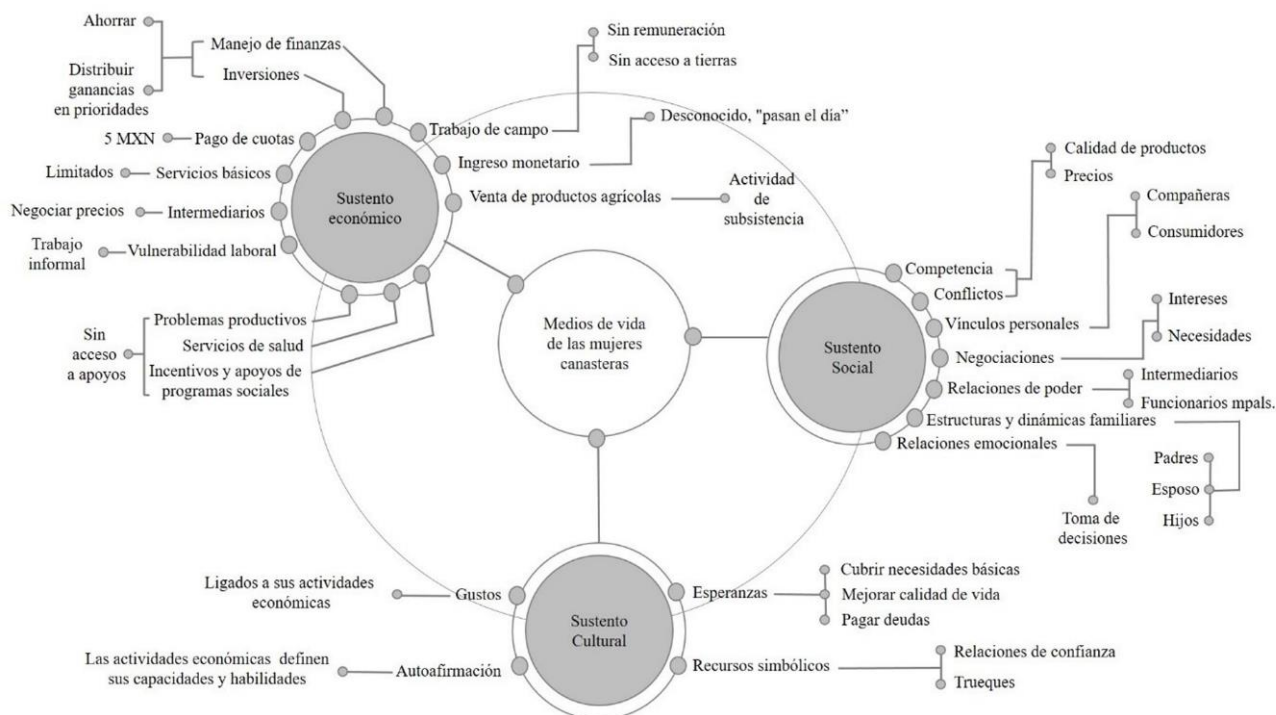 Ahorrar
Distribuir
ganancias
en prioridades
Manejo de finanzas
Inversiones
5 MXN
Pago de cuotas
Limitados
Servicios básicos
Negociar precios
Intermediarios
Trabajo
informal
Vulnerabilidad laboral
Sin
acceso
a apoyos
Problemas productivos
Servicios de salud
Incentivos y apoyos de
programas sociales
Sustento
económico
Trabajo de campo
Sin remuneración
Sin acceso a tierras
Ingreso monetario
Desconocido, "pasan el día”
Venta de productos agrícolas
Actividad
de
subsistencia
Medios de vida
de las mujeres
canasteras
Sustento
Social
Competencia
Conflictos
Calidad de productos
Precios
Vínculos personales
Compañeras
Consumidores
Negociaciones
Intereses
Necesidades
Relaciones de poder
Intermediarios
Funcionarios mpals.
Estructuras y dinámicas familiares
Padres
Esposo
Hijos
Relaciones emocionales
Toma de
decisiones
Sustento
Cultural
Ligados a sus actividades
económicas
Gustos
Las actividades económicas definen
sus capacidades y habilidades
Autoafirmación
Esperanzas
Cubrir necesidades básicas
Mejorar calidad de vida
Pagar deudas
Recursos simbólicos
Relaciones de confianza
Trueques